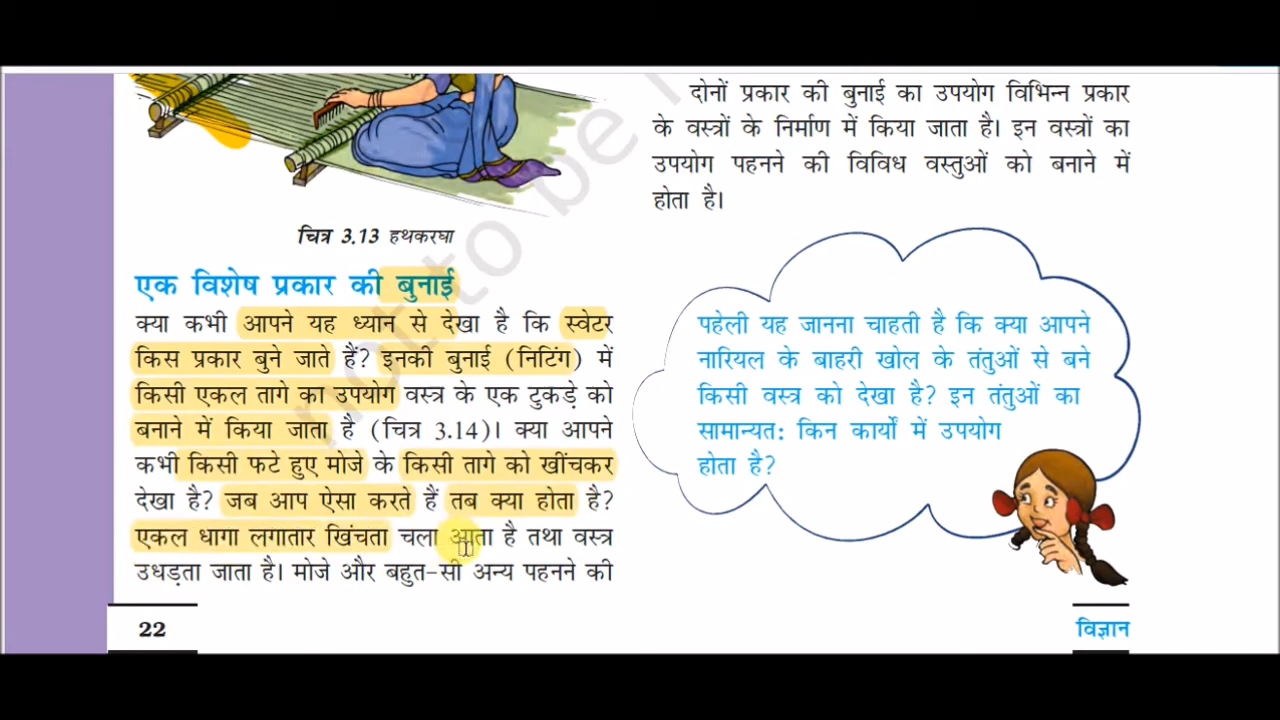 चित्र 3.13 हथकरघा
एक विशेष प्रकार की बुनाई
क्या कभी आपने यह ध्यान से देखा है कि स्वेटर
किस प्रकार बुने जाते हैं? इनकी बुनाई (निटिंग) में
किसी एकल तागे का उपयोग वस्त्र के एक टुकड़े को
बनाने में किया जाता है (चित्र 3.14)। क्या आपने
कभी किसी फटे हुए मोजे के किसी तागे को खींचकर
देखा है? जब आप ऐसा करते हैं तब क्या होता है?
एकल धागा लगातार खिंचता चला आता है तथा वस्त्र
उधड़ता जाता है। मोजे और बहुत-सी अन्य पहनने की
दोनों प्रकार की बुनाई का उपयोग विभिन्न प्रकार
के वस्त्रों के निर्माण में किया जाता है। इन वस्त्रों का
उपयोग पहनने की विविध वस्तुओं को बनाने में
होता है।
पहेली यह जानना चाहती है कि क्या आपने
नारियल के बाहरी खोल के तंतुओं से बने
किसी वस्त्र को देखा है? इन तंतुओं का
सामान्यत: किन कार्यों में उपयोग
होता है?
22
विज्ञान
not to be